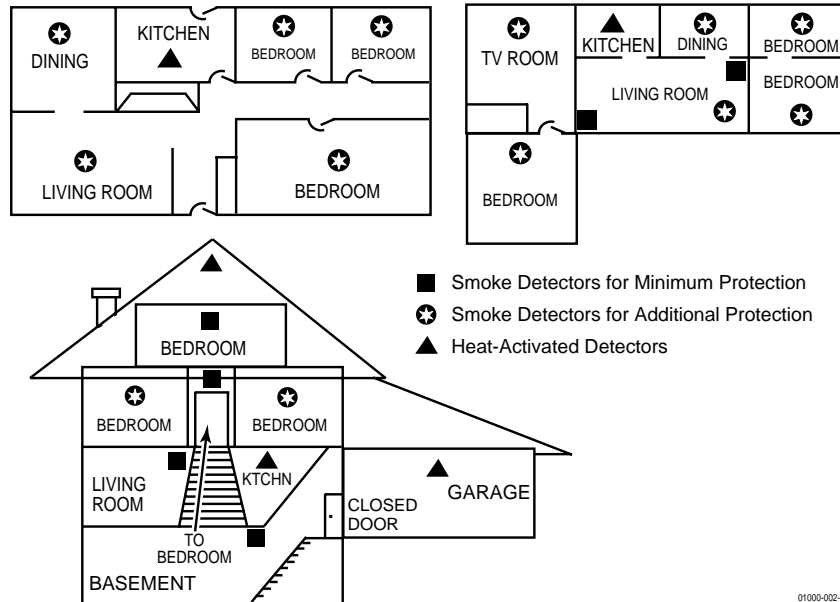 DINING
KITCHEN
BEDROOM
BEDROOM
LIVING ROOM
BEDROOM
TV ROOM
KITCHEN
DINING
BEDROOM
LIVING ROOM
BEDROOM
BEDROOM
Smoke Detectors for Minimum Protection
Smoke Detectors for Additional Protection
Heat-Activated Detectors
BEDROOM
BEDROOM
BEDROOM
LIVING
ROOM
KTCHN
CLOSED
DOOR
GARAGE
TO
BEDROOM
BASEMENT